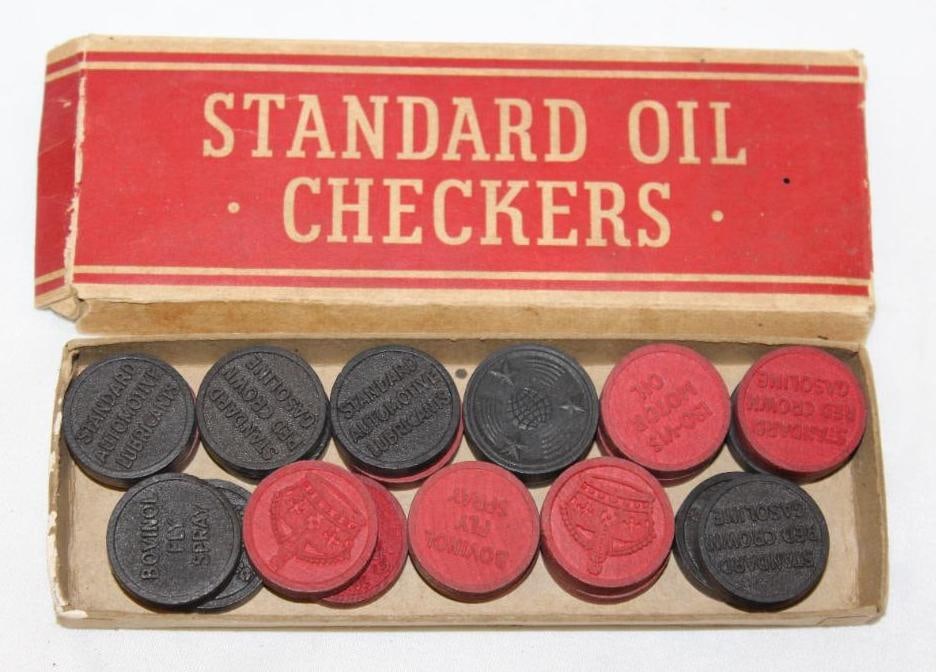 STANDARD OIL
· CHECKERS ·
STANDARD
AUTOMOTIVE
LUBRICANTS
STANDARD
RED CROWN
GASOLINE
STANDARD
AUTOMOTIVE
LUBRICANTS
ISO-VIS
MOTOR
OIL
STANDARD
RED CROWN
GASOLINE
BOVINOL
FLY
SPRAY
BOVINOL
FLY
SPRAY
STANDARD
RED CROWN
GASOLINE